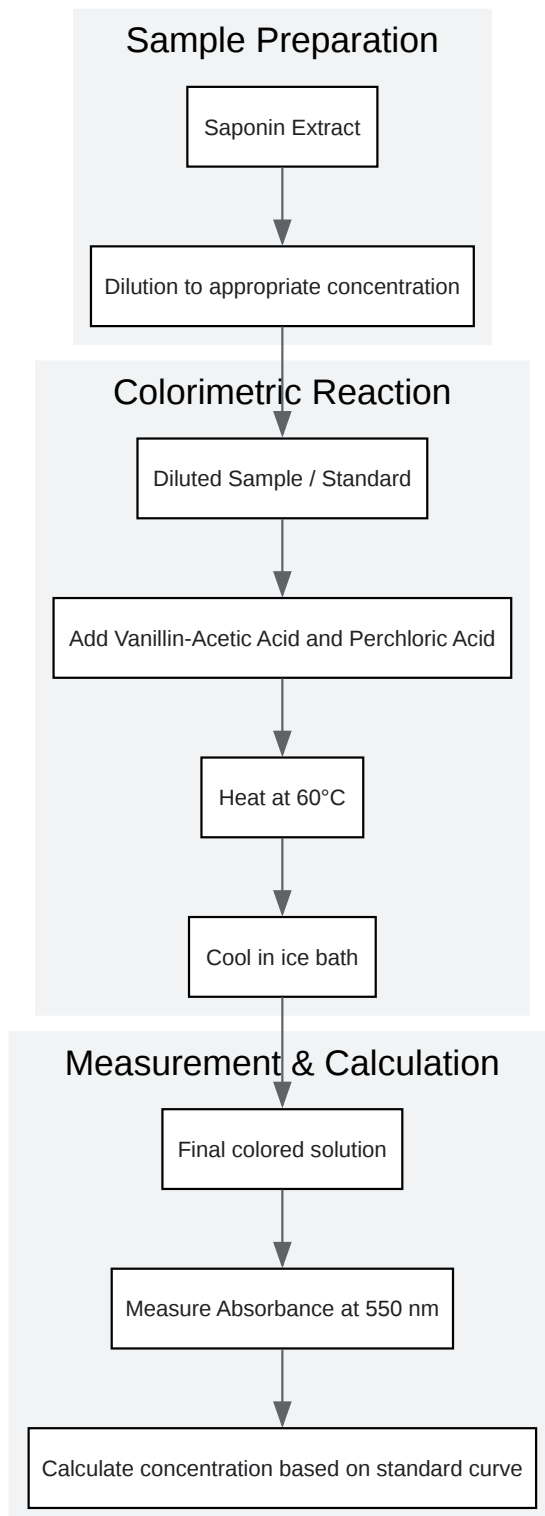 Sample Preparation
Saponin Extract
Dilution to appropriate concentration
Colorimetric Reaction
Diluted Sample / Standard
Add Vanillin-Acetic Acid and Perchloric Acid
Heat at 60°C
Cool in ice bath
Measurement & Calculation
Final colored solution
Measure Absorbance at 550 nm
Calculate concentration based on standard curve